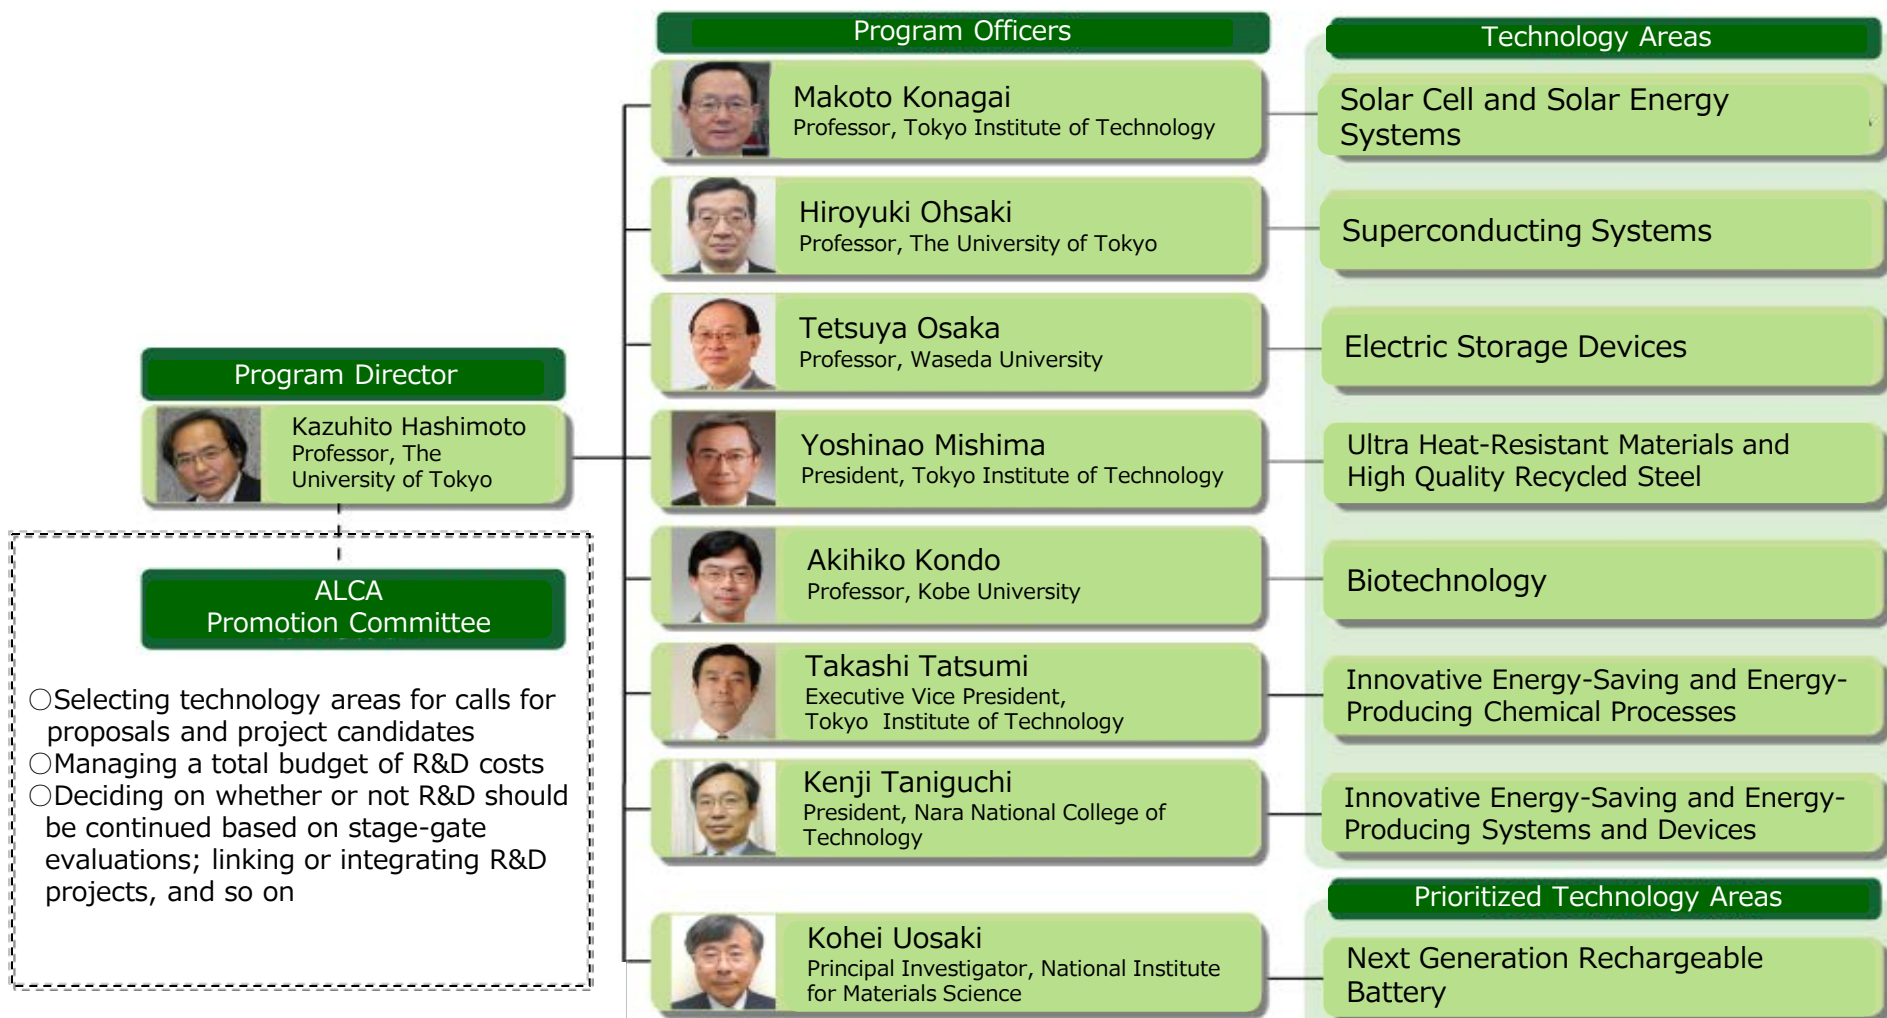 Program Officers
Technology Areas
Makoto Konagai
Professor, Tokyo Institute of Technology
Solar Cell and Solar Energy
Systems
Hiroyuki Ohsaki
Professor, The University of Tokyo
Superconducting Systems
Tetsuya Osaka
Professor, Waseda University
Electric Storage Devices
Program Director
Kazuhito Hashimoto
Professor, The
University of Tokyo
Yoshinao Mishima
President, Tokyo Institute of Technology
Ultra Heat-Resistant Materials and
High Quality Recycled Steel
Akihiko Kondo
Professor, Kobe University
Biotechnology
ALCA
Promotion Committee
○Selecting technology areas for calls for
proposals and project candidates
○Managing a total budget of R&D costs
○Deciding on whether or not R&D should
be continued based on stage-gate
evaluations; linking or integrating R&D
projects, and so on
Takashi Tatsumi
Executive Vice President,
Tokyo Institute of Technology
Innovative Energy-Saving and Energy-
Producing Chemical Processes
Kenji Taniguchi
President, Nara National College of
Technology
Innovative Energy-Saving and Energy-
Producing Systems and Devices
Prioritized Technology Areas
Kohei Uosaki
Principal Investigator, National Institute
for Materials Science
Next Generation Rechargeable
Battery